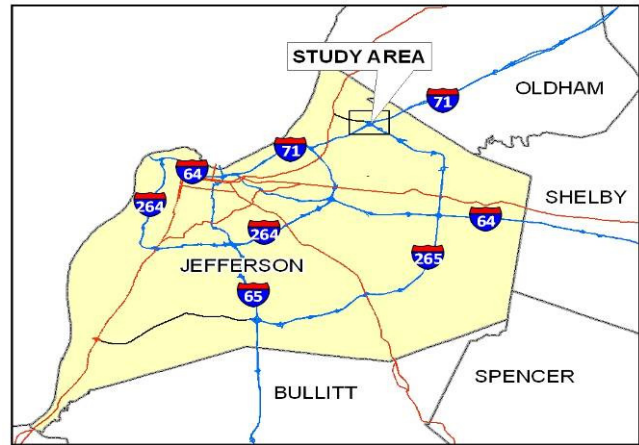 STUDY AREA
OLDHAM
71
71
64
SHELBY
264
64
264
JEFFERSON
265
65
SPENCER
BULLITT